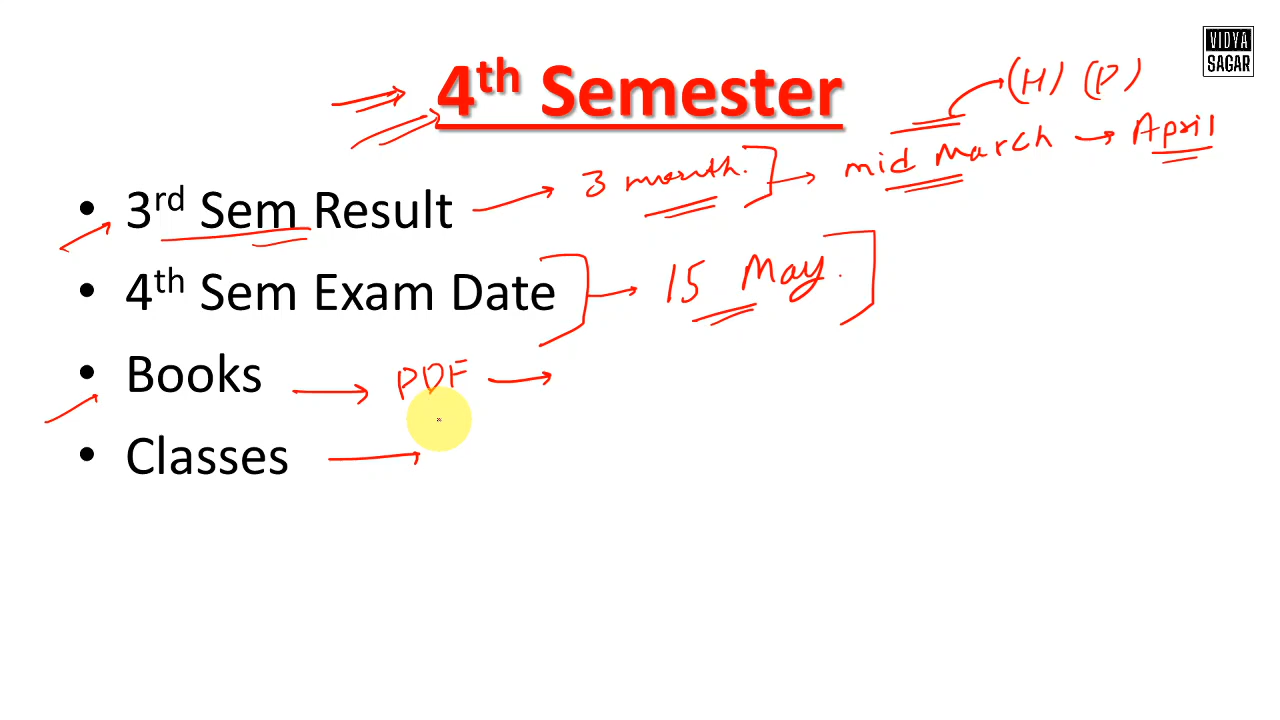 VIDYA
SAGAR
4th Semester
(H) (P)
3rd Sem Result → 3 month. → mid March → April
4th Sem Exam Date → 15 May.
Books → PDF →
Classes →